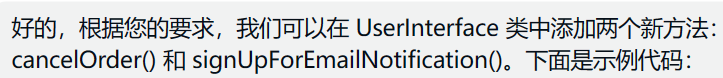 好的，根据您的要求，我们可以在 UserInterface 类中添加两个新方法：
cancelOrder() 和 signUpForEmailNotification()。下面是示例代码：